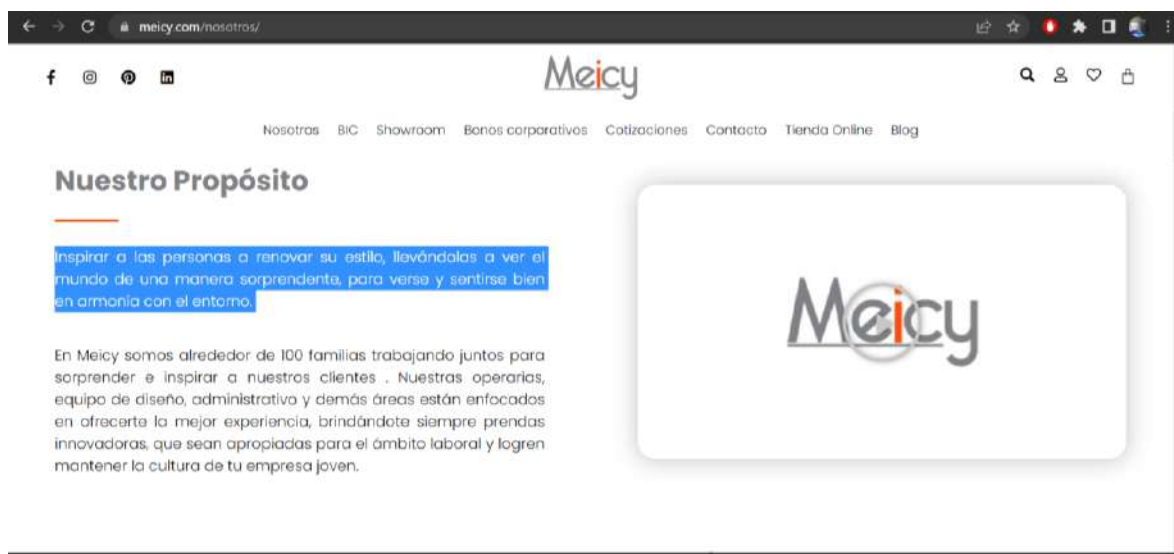 meicy.com/nosotros/
Meicy
Nosotros BIC Showroom Bonos corporativos Cotizaciones Contacto Tienda Online Blog
Nuestro Propósito
Inspirar a las personas a renovar su estilo, llevándolas a ver el
mundo de una manera sorprendente, para verse y sentirse bien
en armonía con el entorno.
Meicy
En Meicy somos alrededor de 100 familias trabajando juntos para
sorprender e inspirar a nuestros clientes . Nuestras operarias,
equipo de diseño, administrativo y demás áreas están enfocados
en ofrecerte la mejor experiencia, brindándote siempre prendas
innovadoras, que sean apropiadas para el ámbito laboral y logren
mantener la cultura de tu empresa joven.